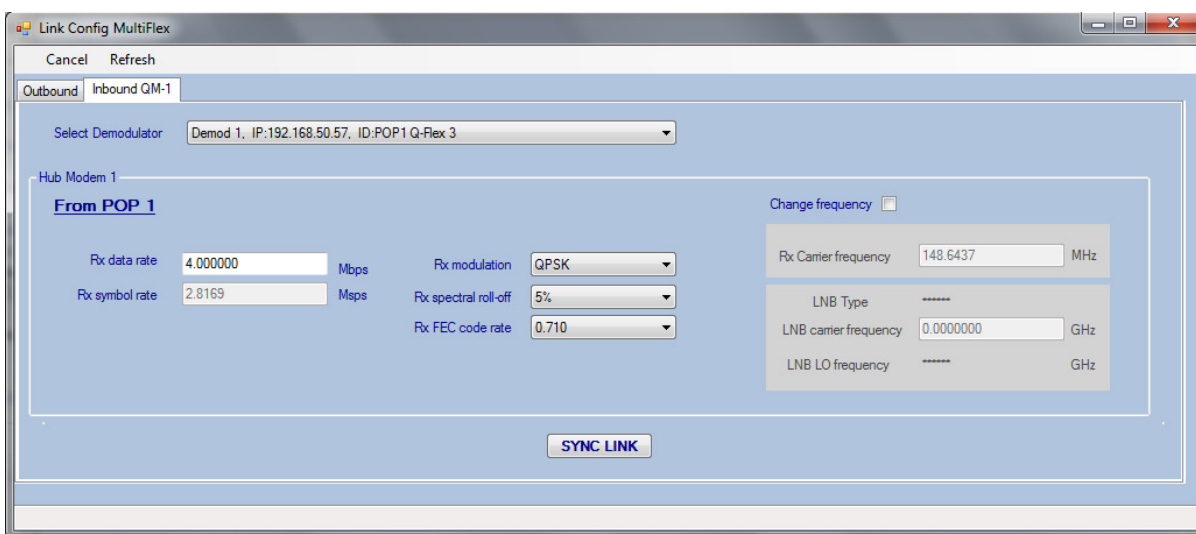 Link Config MultiFlex
Cancel Refresh
Outbound Inbound QM-1
Select Demodulator Demod 1, IP:192.168.50.57, ID:POP1 Q-Flex 3
Hub Modem 1
From POP 1 Change frequency
Rx data rate 4.000000 Mbps Rx modulation QPSK Rx Carrier frequency 148.6437 MHz
Rx symbol rate 2.8169 Msps Rx spectral roll-off 5% LNB Type ******
Rx FEC code rate 0.710 LNB carrier frequency 0.0000000 GHz
LNB LO frequency ****** GHz
SYNC LINK